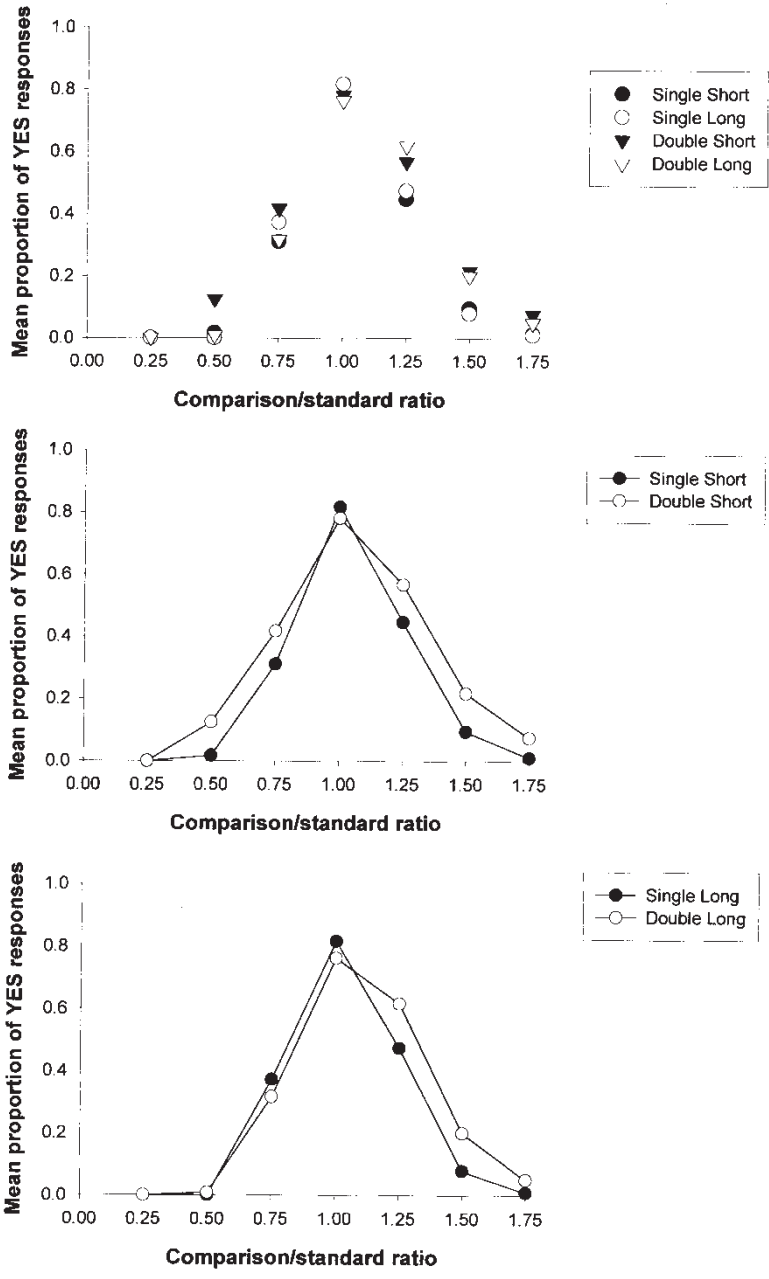 Mean proportion of YES responses
1.0
0.8
0.6
0.4
0.2
0.0
0.00 0.25 0.50 0.75 1.00 1.25 1.50 1.75
Comparison/standard ratio
Single Short
Single Long
Double Short
Double Long
Mean proportion of YES responses
1.0
0.8
0.6
0.4
0.2
0.0
0.00 0.25 0.50 0.75 1.00 1.25 1.50 1.75
Comparison/standard ratio
Single Short
Double Short
Mean proportion of YES responses
1.0
0.8
0.6
0.4
0.2
0.0
0.00 0.25 0.50 0.75 1.00 1.25 1.50 1.75
Comparison/standard ratio
Single Long
Double Long